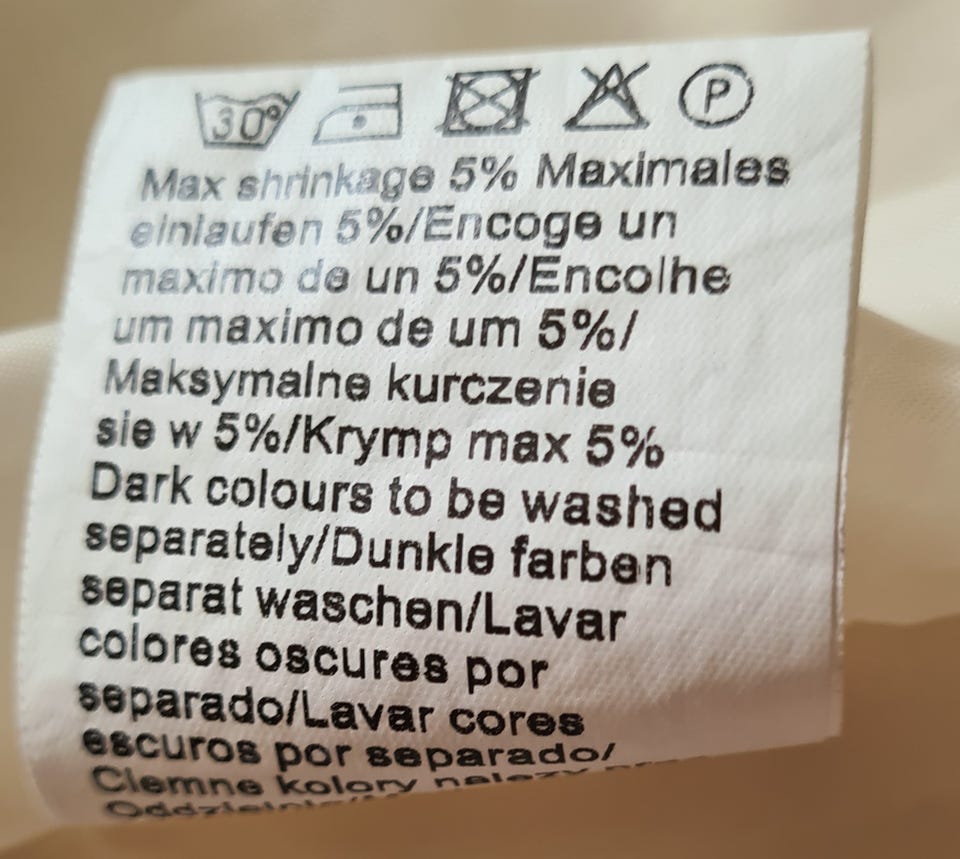 30°
P
Max shrinkage 5% Maximales
einlaufen 5%/Encoge un
maximo de un 5%/Encolhe
um maximo de um 5%/
Maksymalne kurczenie
sie w 5%/Krymp max 5%
Dark colours to be washed
separately/Dunkle farben
separat waschen/Lavar
colores oscures por
separado/Lavar cores
escuros por separado/
Ciemne kolory nalezy